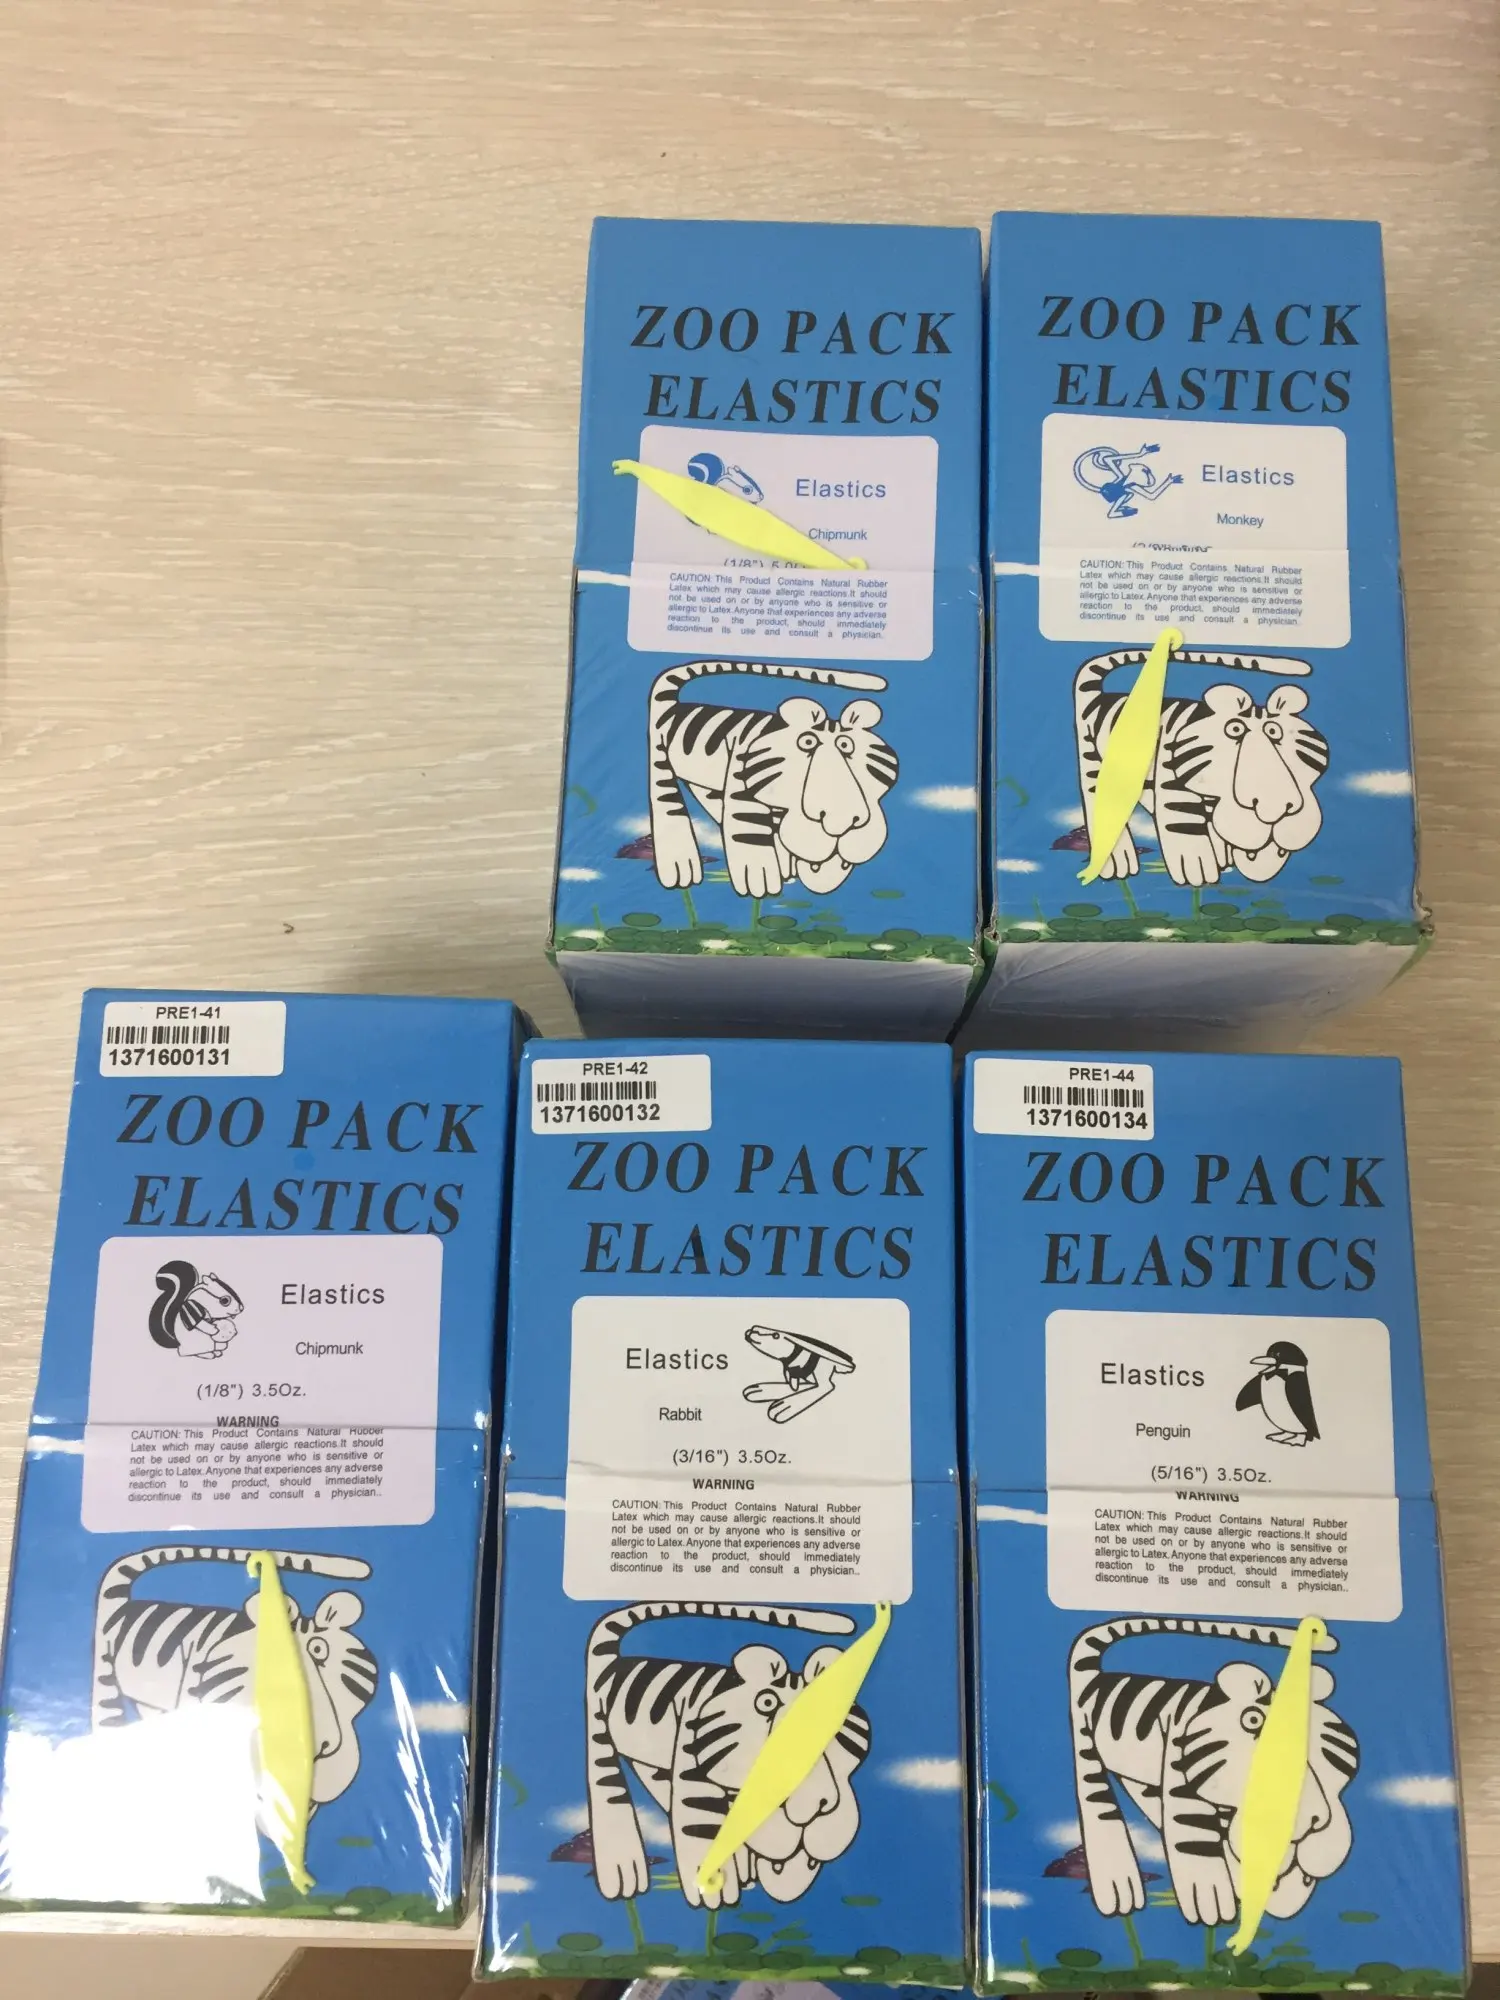 ZOO PACK
ELASTICS
Elastics
Chipmunk
(1/8") 5.0
CAUTION: This Product Contains Natural Rubber
Latex which may cause allergic reactions.It should
not be used on or by anyone who is sensitive or
allergic to Latex.Anyone that experiences any adverse
reaction to the product, should immediately
discontinue its use and consult a physician.
ZOO PACK
ELASTICS
Elastics
Monkey
CAUTION: This Product Contains Natural Rubber
Latex which may cause allergic reactions.It should
not be used on or by anyone who is sensitive or
allergic to Latex.Anyone that experiences any adverse
reaction to the product, should immediately
discontinue its use and consult a physician.
PRE1-41
1371600131
ZOO PACK
ELASTICS
Elastics
Chipmunk
(1/8") 3.5Oz.
WARNING
CAUTION: This Product Contains Natural Rubber
Latex which may cause allergic reactions.It should
not be used on or by anyone who is sensitive or
allergic to Latex.Anyone that experiences any adverse
reaction to the product, should immediately
discontinue its use and consult a physician..
PRE1-42
1371600132
ZOO PACK
ELASTICS
Elastics
Rabbit
(3/16") 3.5Oz.
WARNING
CAUTION: This Product Contains Natural Rubber
Latex which may cause allergic reactions.It should
not be used on or by anyone who is sensitive or
allergic to Latex.Anyone that experiences any adverse
reaction to the product, should immediately
discontinue its use and consult a physician..
PRE1-44
1371600134
ZOO PACK
ELASTICS
Elastics
Penguin
(5/16") 3.5Oz.
WARNING
CAUTION: This Product Contains Natural Rubber
Latex which may cause allergic reactions.It should
not be used on or by anyone who is sensitive or
allergic to Latex.Anyone that experiences any adverse
reaction to the product, should immediately
discontinue its use and consult a physician..